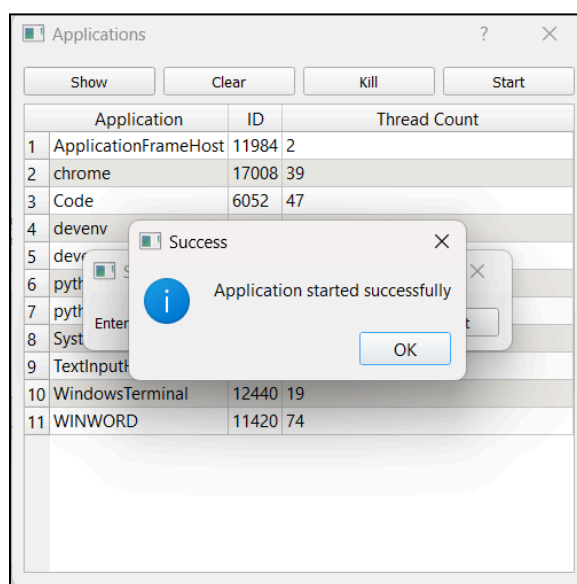 Applications
Show Clear Kill Start
Application ID Thread Count
1 ApplicationFrameHost 11984 2
2 chrome 17008 39
3 Code 6052 47
4 devenv
Success
5
6
Application started successfully
7
Enter
8
OK
9
10 WindowsTerminal 12440 19
11 WINWORD 11420 74